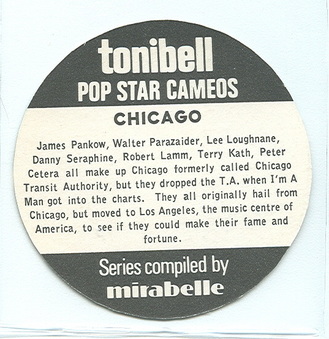 tonibell
POP STAR CAMEOS
CHICAGO
James Pankow, Walter Parazaider, Lee Loughnane,
Danny Seraphine, Robert Lamm, Terry Kath, Peter
Cetera all make up Chicago formerly called Chicago
Transit Authority, but they dropped the T.A. when I'm A
Man got into the charts. They all originally hail from
Chicago, but moved to Los Angeles, the music centre of
America, to see if they could make their fame and
fortune.
Series compiled by
mirabelle